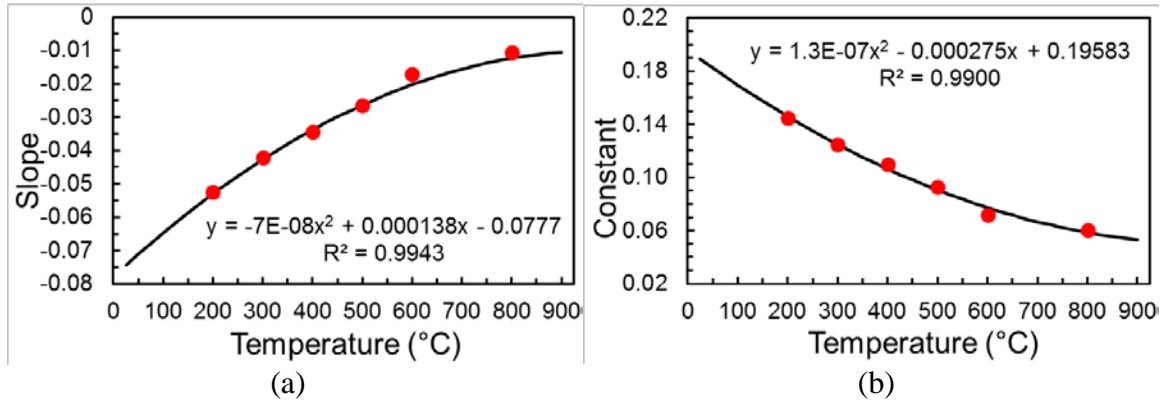 0
-0.01
-0.02
-0.03
-0.04
-0.05
-0.06
-0.07
-0.08
Slope
y = -7E-08x² + 0.000138x - 0.0777
R² = 0.9943
0 100 200 300 400 500 600 700 800 900
Temperature (°C)
(a)
0.22
0.18
0.14
0.10
0.06
0.02
Constant
y = 1.3E-07x² - 0.000275x + 0.19583
R² = 0.9900
0 100 200 300 400 500 600 700 800 900
Temperature (°C)
(b)